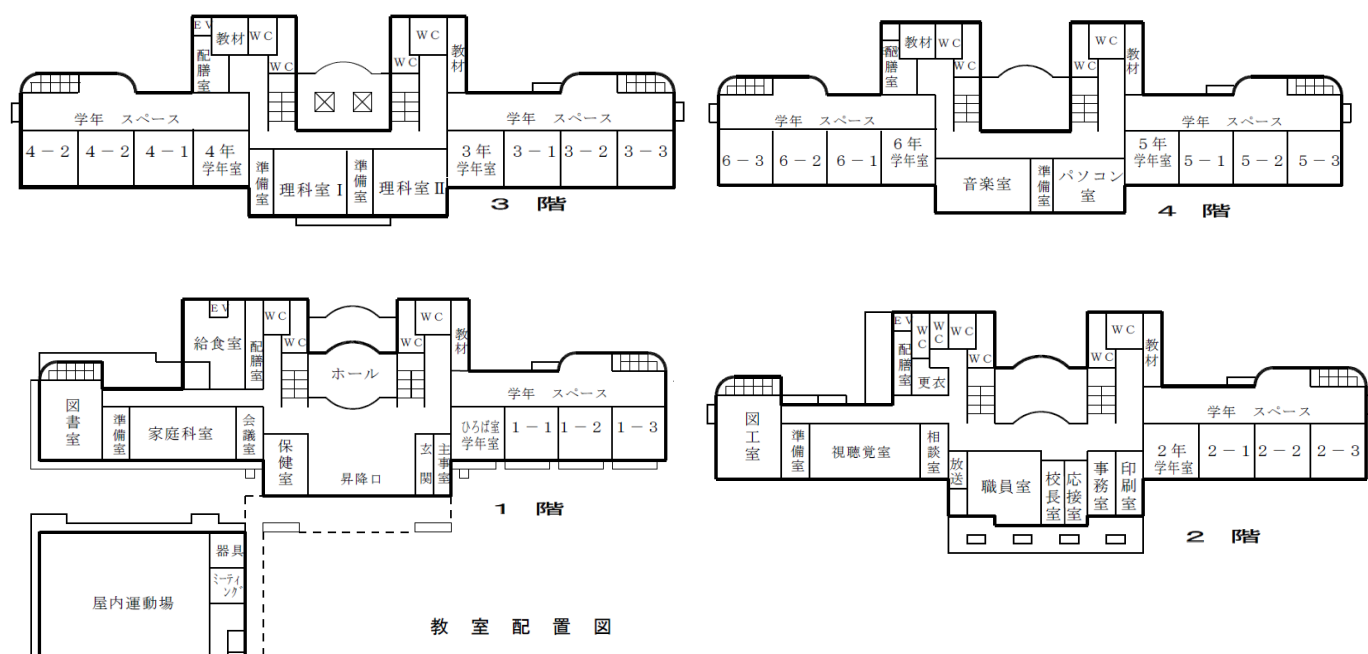 EV
教材
WC
配膳室
WC
WC
WC
教材
学年 スペース
4-2
4-2
4-1
4年
学年室
準備室
理科室Ⅰ
準備室
理科室Ⅱ
学年 スペース
3年
学年室
3-1
3-2
3-3
3 階
配膳室
教材
WC
WC
WC
WC
教材
学年 スペース
6-3
6-2
6-1
6年
学年室
音楽室
準備室
パソコン
室
学年 スペース
5年
学年室
5-1
5-2
5-3
4 階
EV
給食室
配膳室
WC
WC
WC
WC
教材
ホール
図書室
準備室
家庭科室
会議室
保健室
昇降口
玄関
主事室
学年 スペース
ひろば室
学年室
1-1
1-2
1-3
1 階
器具
ミーティング
屋内運動場
教室配置図
EV
WC
WC
WC
配膳室
更衣
WC
WC
WC
教材
図工室
準備室
視聴覚室
相談室
放送
職員室
校長室
応接室
事務室
印刷室
学年 スペース
2年
学年室
2-1
2-2
2-3
2 階